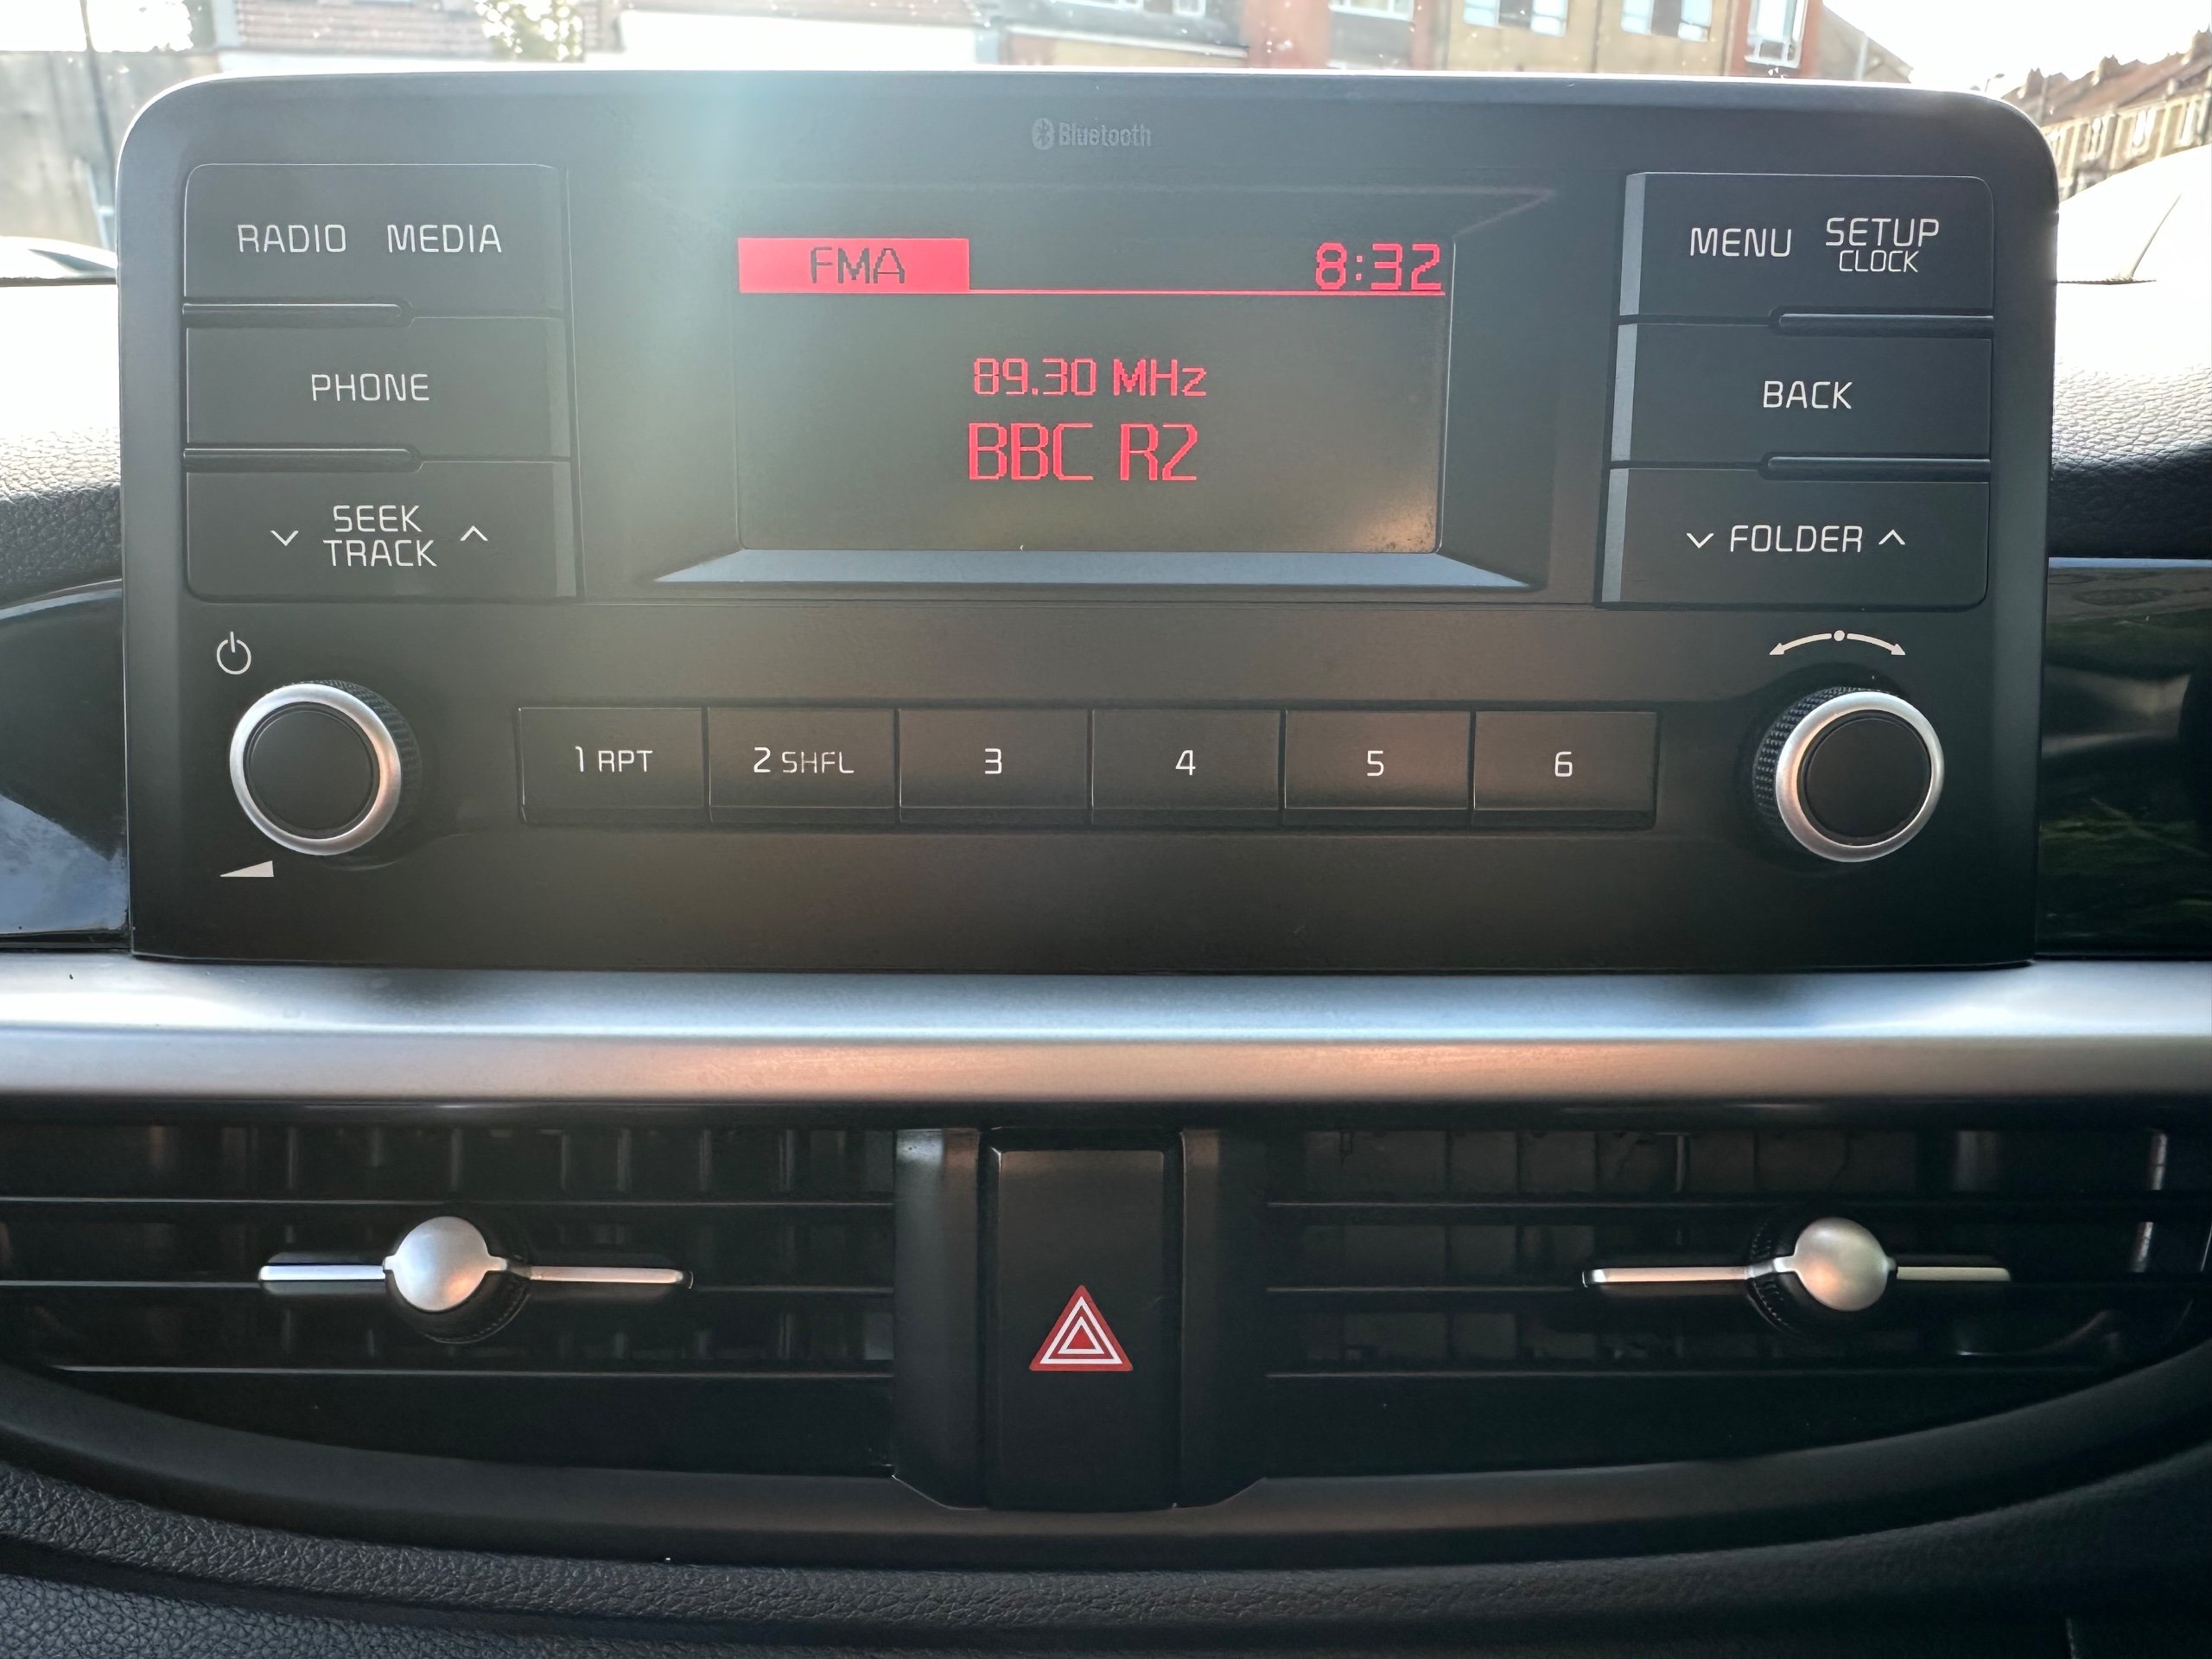 Bluetooth
RADIO MEDIA
FMA 8:32
MENU SETUP
CLOCK
PHONE
89.30 MHz
BACK
BBC R2
SEEK
TRACK
FOLDER
1 RPT
2 SHFL
3
4
5
6